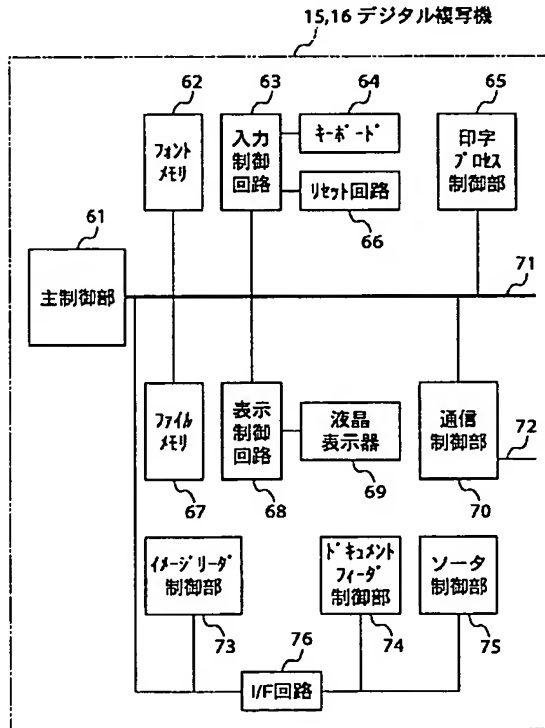 15,16 デジタル複写機
62
63
64
65
フォント
メモリ
入力
制御
回路
キーボード
リセット回路
印字
プロセス
制御部
61
66
71
主制御部
ファイル
メモリ
表示
制御
回路
液晶
表示器
通信
制御部
72
67
68
69
70
イメージリーダ
制御部
ドキュメント
フィーダ
制御部
ソータ
制御部
73
76
74
75
I/F回路